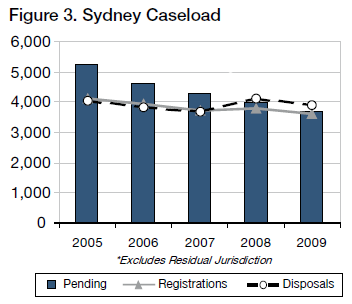 Figure 3. Sydney Caseload
6,000
5,000
4,000
3,000
2,000
1,000
0
2005 2006 2007 2008 2009
*Excludes Residual Jurisdiction
Pending Registrations Disposals